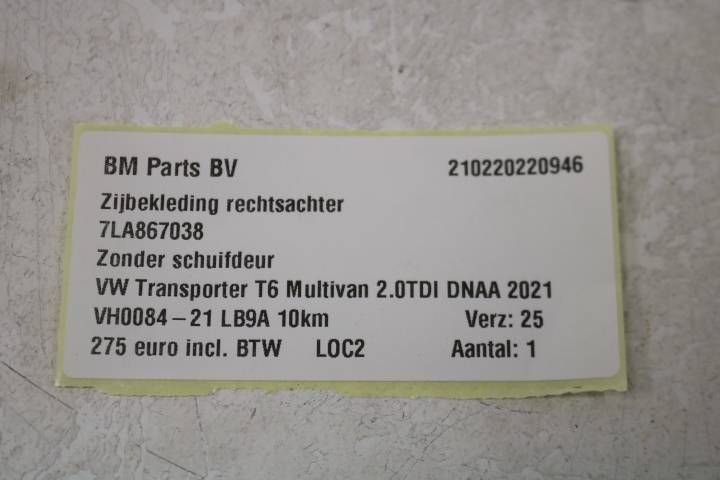 BM Parts BV 210220220946
Zijbekleding rechtsachter
7LA867038
Zonder schuifdeur
VW Transporter T6 Multivan 2.0TDI DNAA 2021
VH0084-21 LB9A 10km Verz: 25
275 euro incl. BTW LOC2 Aantal: 1